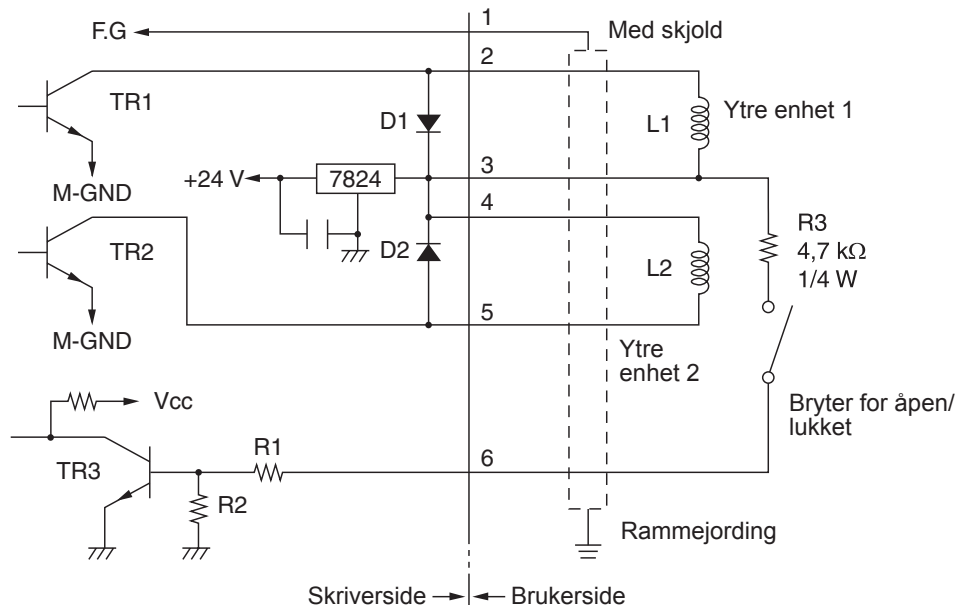 1
F.G
Med skjold
2
TR1
D1
L1
Ytre enhet 1
3
+24 V
7824
M-GND
4
R3
4,7 kΩ
1/4 W
TR2
D2
L2
5
M-GND
Ytre
enhet 2
Vcc
Bryter for åpen/
lukket
R1
6
TR3
R2
Rammejording
Skriverside
Brukerside